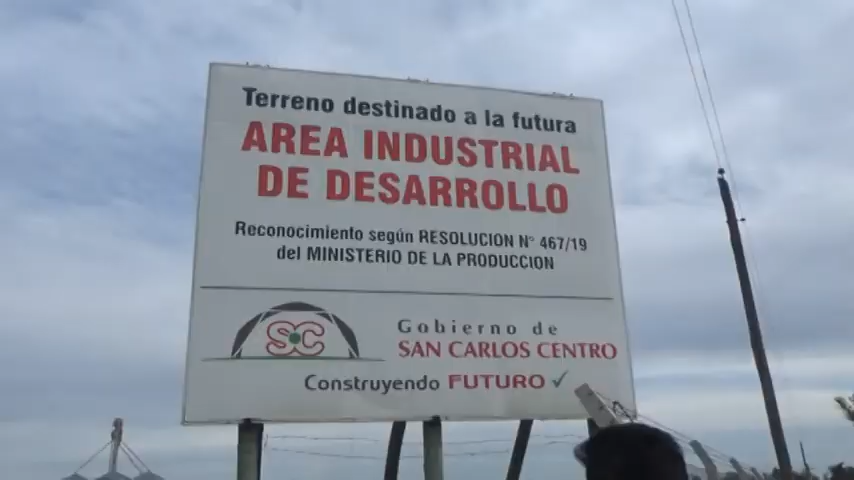 Terreno destinado a la futura
AREA INDUSTRIAL
DE DESARROLLO
Reconocimiento según RESOLUCION N° 467/19
del MINISTERIO DE LA PRODUCCION
SC
Gobierno de
SAN CARLOS CENTRO
Construyendo FUTURO ✓